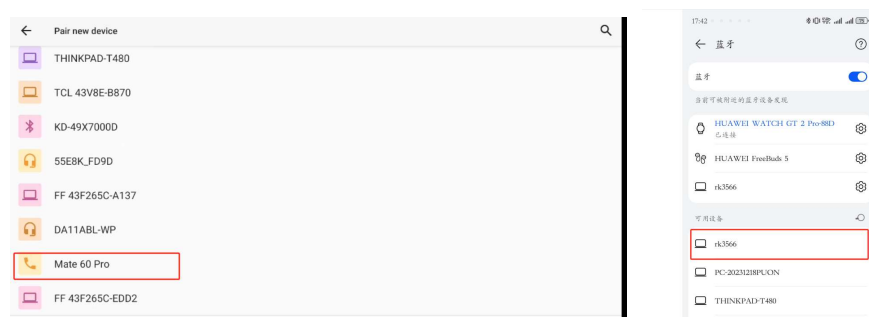 Pair new device
THINKPAD-T480
TCL 43V8E-B870
KD-49X7000D
55E8K_FD9D
FF 43F265C-A137
DA11ABL-WP
Mate 60 Pro
FF 43F265C-EDD2
17:42
蓝牙
蓝牙
当前可被附近的蓝牙设备发现
HUAWEI WATCH GT 2 Pro-88D
已连接
HUAWEI FreeBuds 5
rk3566
可用设备
rk3566
PC-20231218PUON
THINKPAD-T480